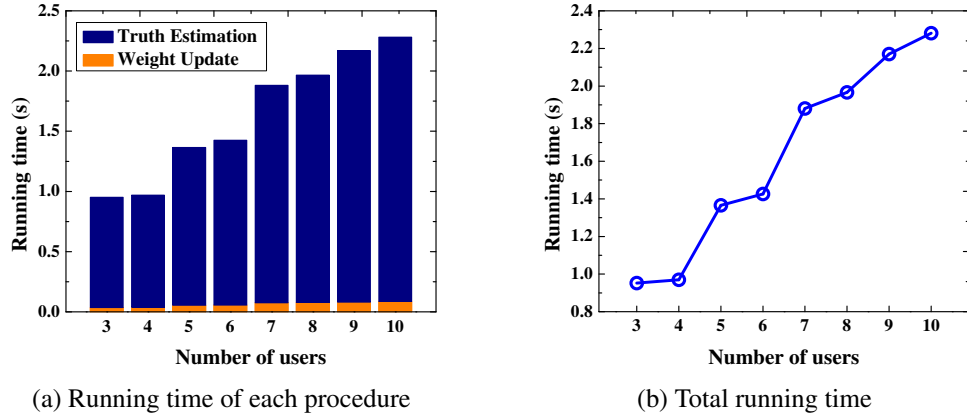 2.5
2.0
1.5
1.0
0.5
0.0
Running time (s)
Truth Estimation
Weight Update
3 4 5 6 7 8 9 10
Number of users
(a) Running time of each procedure
2.4
2.2
2.0
1.8
1.6
1.4
1.2
1.0
0.8
Running time (s)
3 4 5 6 7 8 9 10
Number of users
(b) Total running time